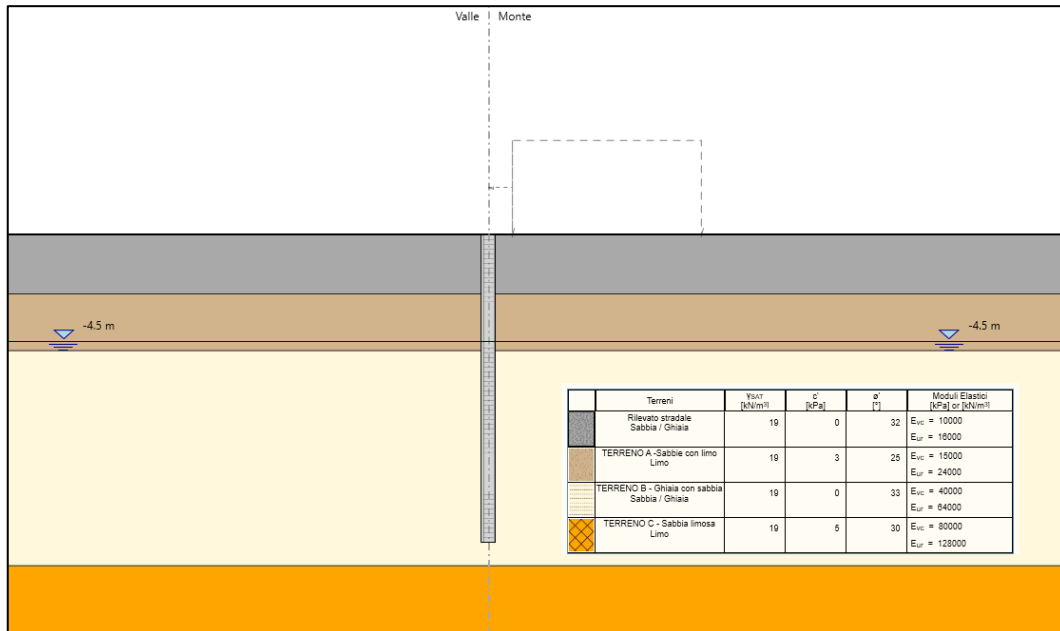 Valle Monte
-4.5 m -4.5 m
Terreni γSAT [kN/m³] c' [kPa] ø' [°] Moduli Elastici [kPa] or [kN/m³]
Rilevato stradale
Sabbia / Ghiaia 19 0 32 Evc = 10000
Eur = 16000
TERRENO A -Sabbie con limo
Limo 19 3 25 Evc = 15000
Eur = 24000
TERRENO B - Ghiaia con sabbia
Sabbia / Ghiaia 19 0 33 Evc = 40000
Eur = 64000
TERRENO C - Sabbia limosa
Limo 19 5 30 Evc = 80000
Eur = 128000